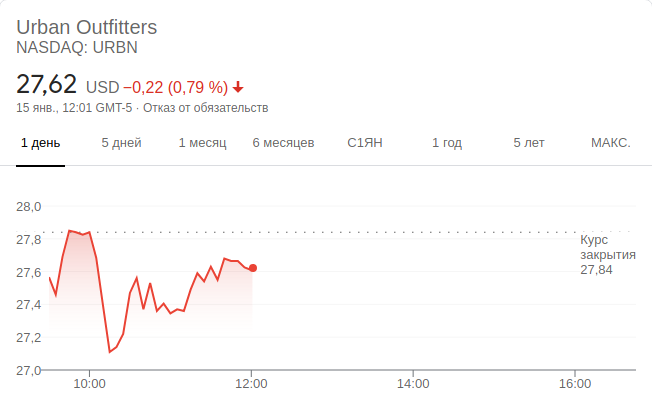 Urban Outfitters
NASDAQ: URBN
27,62 USD −0,22 (0,79 %)
15 янв., 12:01 GMT-5 · Отказ от обязательств
1 день 5 дней 1 месяц 6 месяцев С1ЯН 1 год 5 лет МАКС.
28,0
27,8
27,6
27,4
27,2
27,0
Курс
закрытия
27,84
10:00 12:00 14:00 16:00